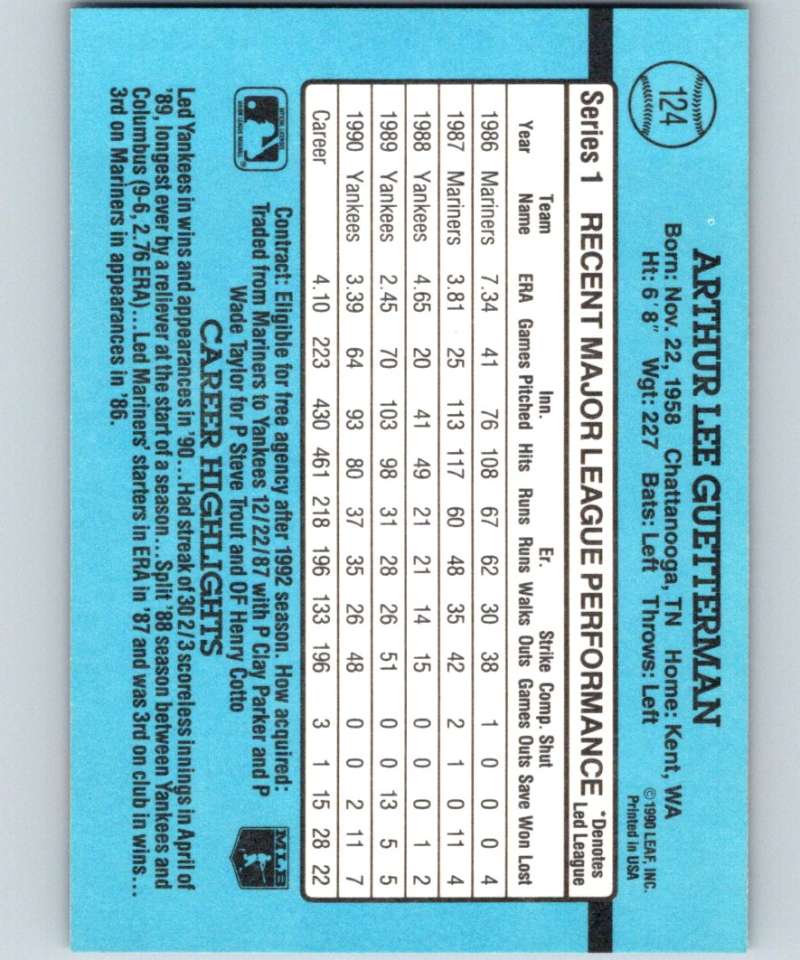 124
ARTHUR LEE GUETTERMAN
Born: Nov. 22, 1958 Chattanooga, TN Home: Kent, WA
Ht: 6' 8" Wgt: 227 Bats: Left Throws: Left
©1990 LEAF, INC.
Printed in USA
Series 1 RECENT MAJOR LEAGUE PERFORMANCE *Denotes Led League
Year Team Name ERA Games Inn. Pitched Hits Runs Er. Runs Walks Strike Outs Comp. Games Shut Outs Save Won Lost
1986 Mariners 7.34 41 76 108 67 62 30 38 1 0 0 0 4
1987 Mariners 3.81 25 113 117 60 48 35 42 2 1 0 11 4
1988 Yankees 4.65 20 41 49 21 21 14 15 0 0 0 1 2
1989 Yankees 2.45 70 103 98 31 28 26 51 0 0 13 5 5
1990 Yankees 3.39 64 93 80 37 35 26 48 0 0 2 11 7
Career 4.10 223 430 461 218 196 133 196 3 1 15 28 22
Contract: Eligible for free agency after 1992 season. How acquired:
Traded from Mariners to Yankees 12/22/87 with P Clay Parker and P
Wade Taylor for P Steve Trout and OF Henry Cotto
MLB
CAREER HIGHLIGHTS
Led Yankees in wins and appearances in '90...Had streak of 30 2/3 scoreless innings in April of
'89, longest ever by a reliever at the start of a season...Split '88 season between Yankees and
Columbus (9-6, 2.76 ERA)...Led Mariners' starters in ERA in '87 and was 3rd on club in wins...
3rd on Mariners in appearances in '86.